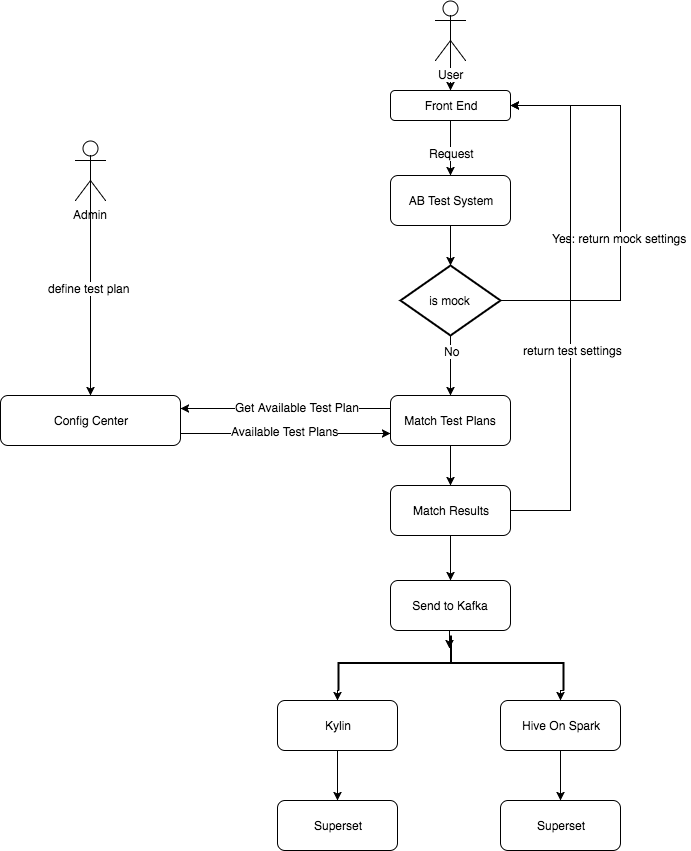 User
Front End
Request
AB Test System
Admin
Yes: return mock settings
define test plan
is mock
No
return test settings
Get Available Test Plan
Config Center
Match Test Plans
Available Test Plans
Match Results
Send to Kafka
Kylin
Hive On Spark
Superset
Superset